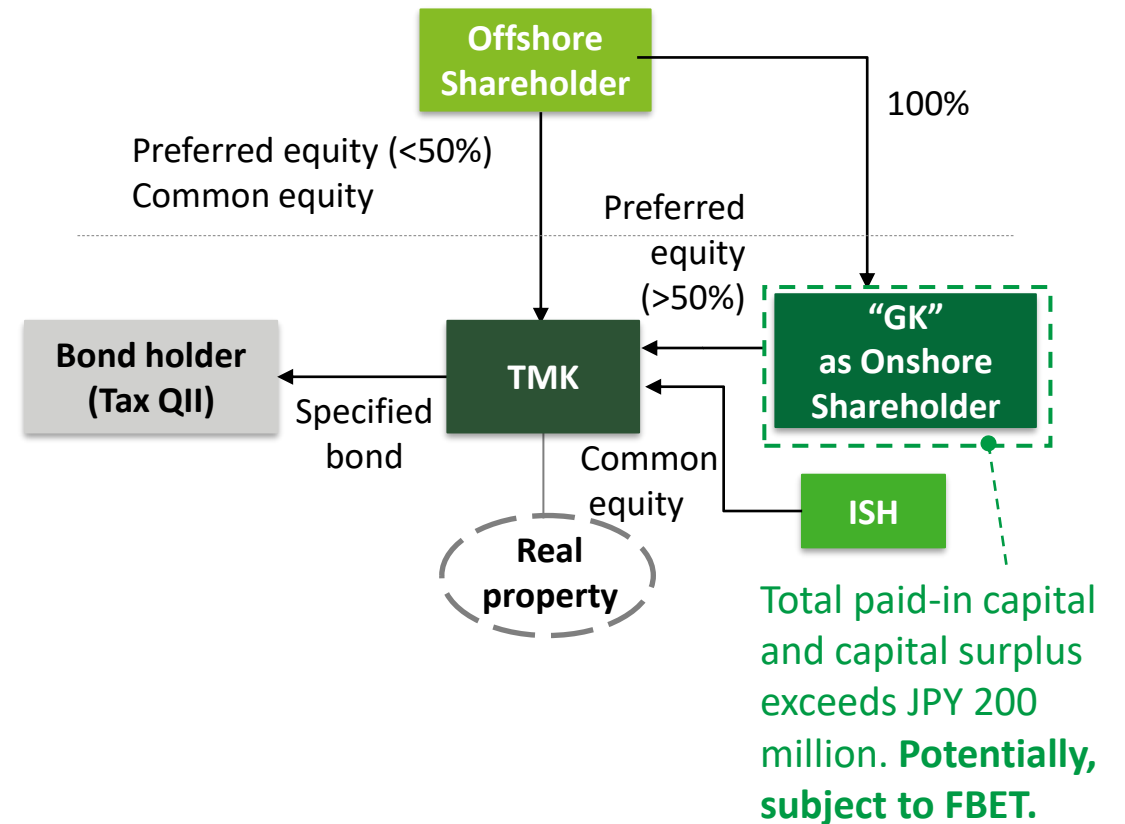 Offshore
Shareholder
100%
Preferred equity (<50%)
Common equity
Preferred
equity
(>50%)
“GK”
as Onshore
Shareholder
Bond holder
(Tax QII)
TMK
Specified
bond
Common
equity
ISH
Real
property
Total paid-in capital
and capital surplus
exceeds JPY 200
million. Potentially,
subject to FBET.